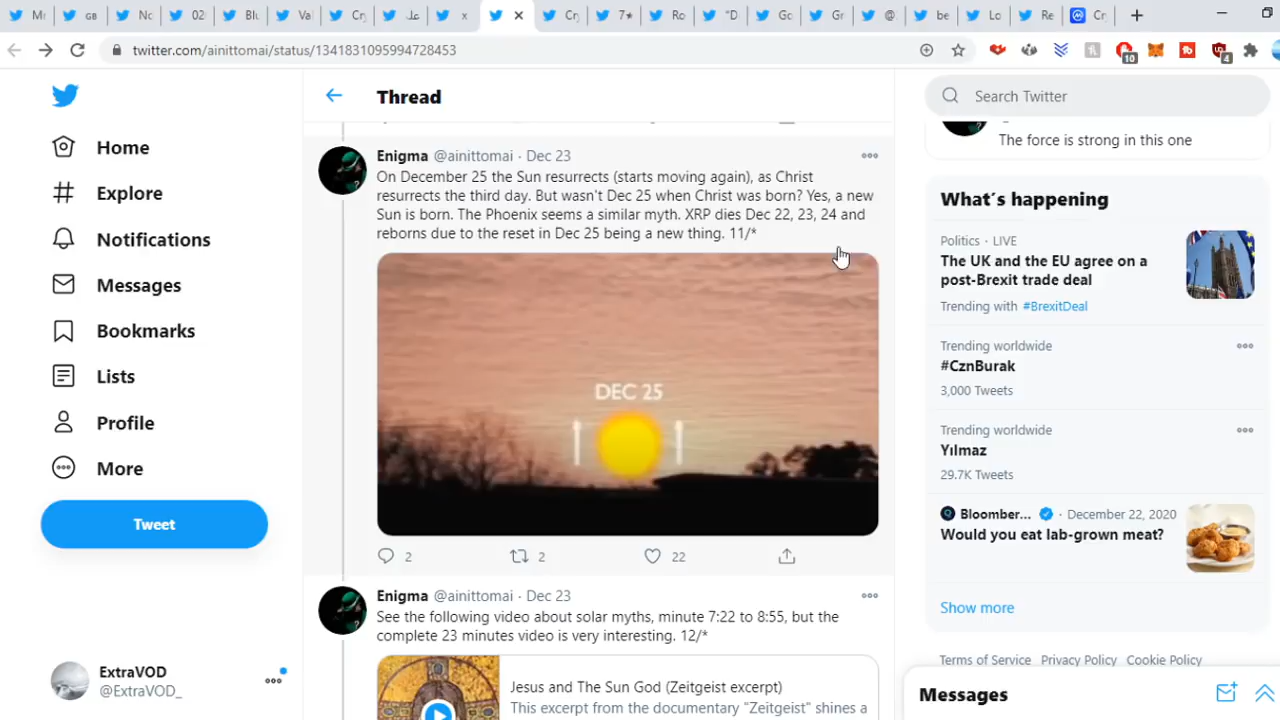 twitter.com/ainittomai/status/1341831095994728453
10
4
Home
Explore
Notifications
Messages
Bookmarks
Lists
Profile
More
Tweet
ExtraVOD
@ExtraVOD_
Thread
Enigma @ainittomai · Dec 23
On December 25 the Sun resurrects (starts moving again), as Christ
resurrects the third day. But wasn't Dec 25 when Christ was born? Yes, a new
Sun is born. The Phoenix seems a similar myth. XRP dies Dec 22, 23, 24 and
reborns due to the reset in Dec 25 being a new thing. 11/*
DEC 25
2
2
22
Enigma @ainittomai · Dec 23
See the following video about solar myths, minute 7:22 to 8:55, but the
complete 23 minutes video is very interesting. 12/*
Jesus and The Sun God (Zeitgeist excerpt)
This excerpt from the documentary "Zeitgeist" shines a
Search Twitter
The force is strong in this one
What's happening
Politics · LIVE
The UK and the EU agree on a
post-Brexit trade deal
Trending with #BrexitDeal
Trending worldwide
#CznBurak
3,000 Tweets
Trending worldwide
Yılmaz
29.7K Tweets
Bloomber... · December 22, 2020
Would you eat lab-grown meat?
Show more
Terms of Service Privacy Policy Cookie Policy
Messages